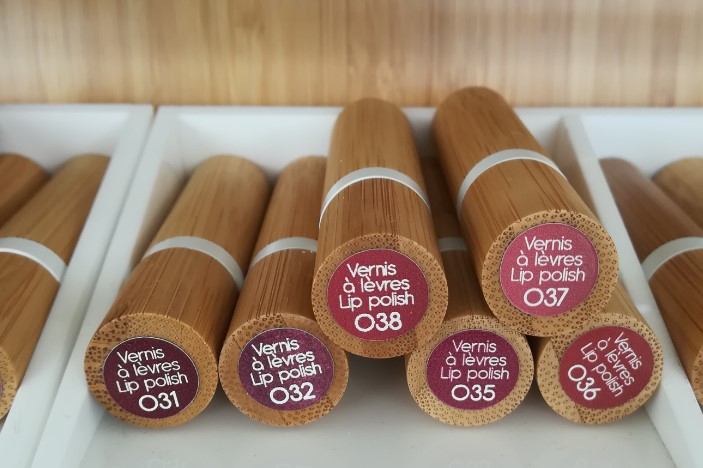 Vernis
à lèvres
Lip polish
038
Vernis
à lèvres
Lip polish
037
Vernis
à lèvres
Lip polish
031
Vernis
à lèvres
Lip polish
032
Vernis
à lèvres
Lip polish
035
Vernis
à lèvres
Lip polish
036